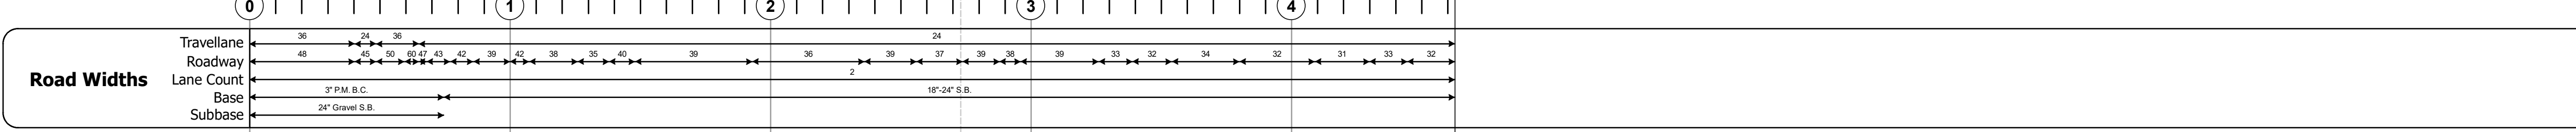 0 1 2 3 4
Travellane 36 24 36 24
Roadway 48 45 50 60 47 43 42 39 42 38 35 40 39 36 39 37 39 38 39 33 32 34 32 31 33 32
Road Widths
Lane Count 2
Base 3" P.M. B.C. 18"-24" S.B.
Subbase 24" Gravel S.B.